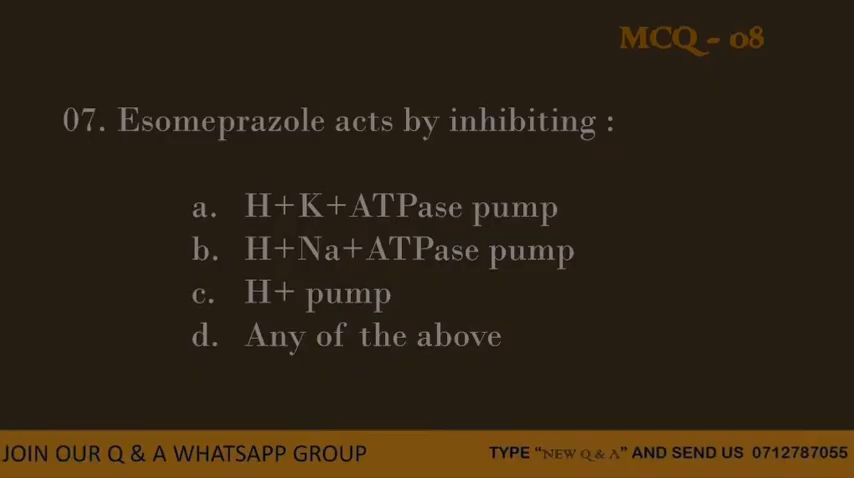 MCQ - 08
07. Esomeprazole acts by inhibiting :
a. H+K+ATPase pump
b. H+Na+ATPase pump
c. H+ pump
d. Any of the above
JOIN OUR Q & A WHATSAPP GROUP
TYPE “NEW Q & A” AND SEND US 0712787055